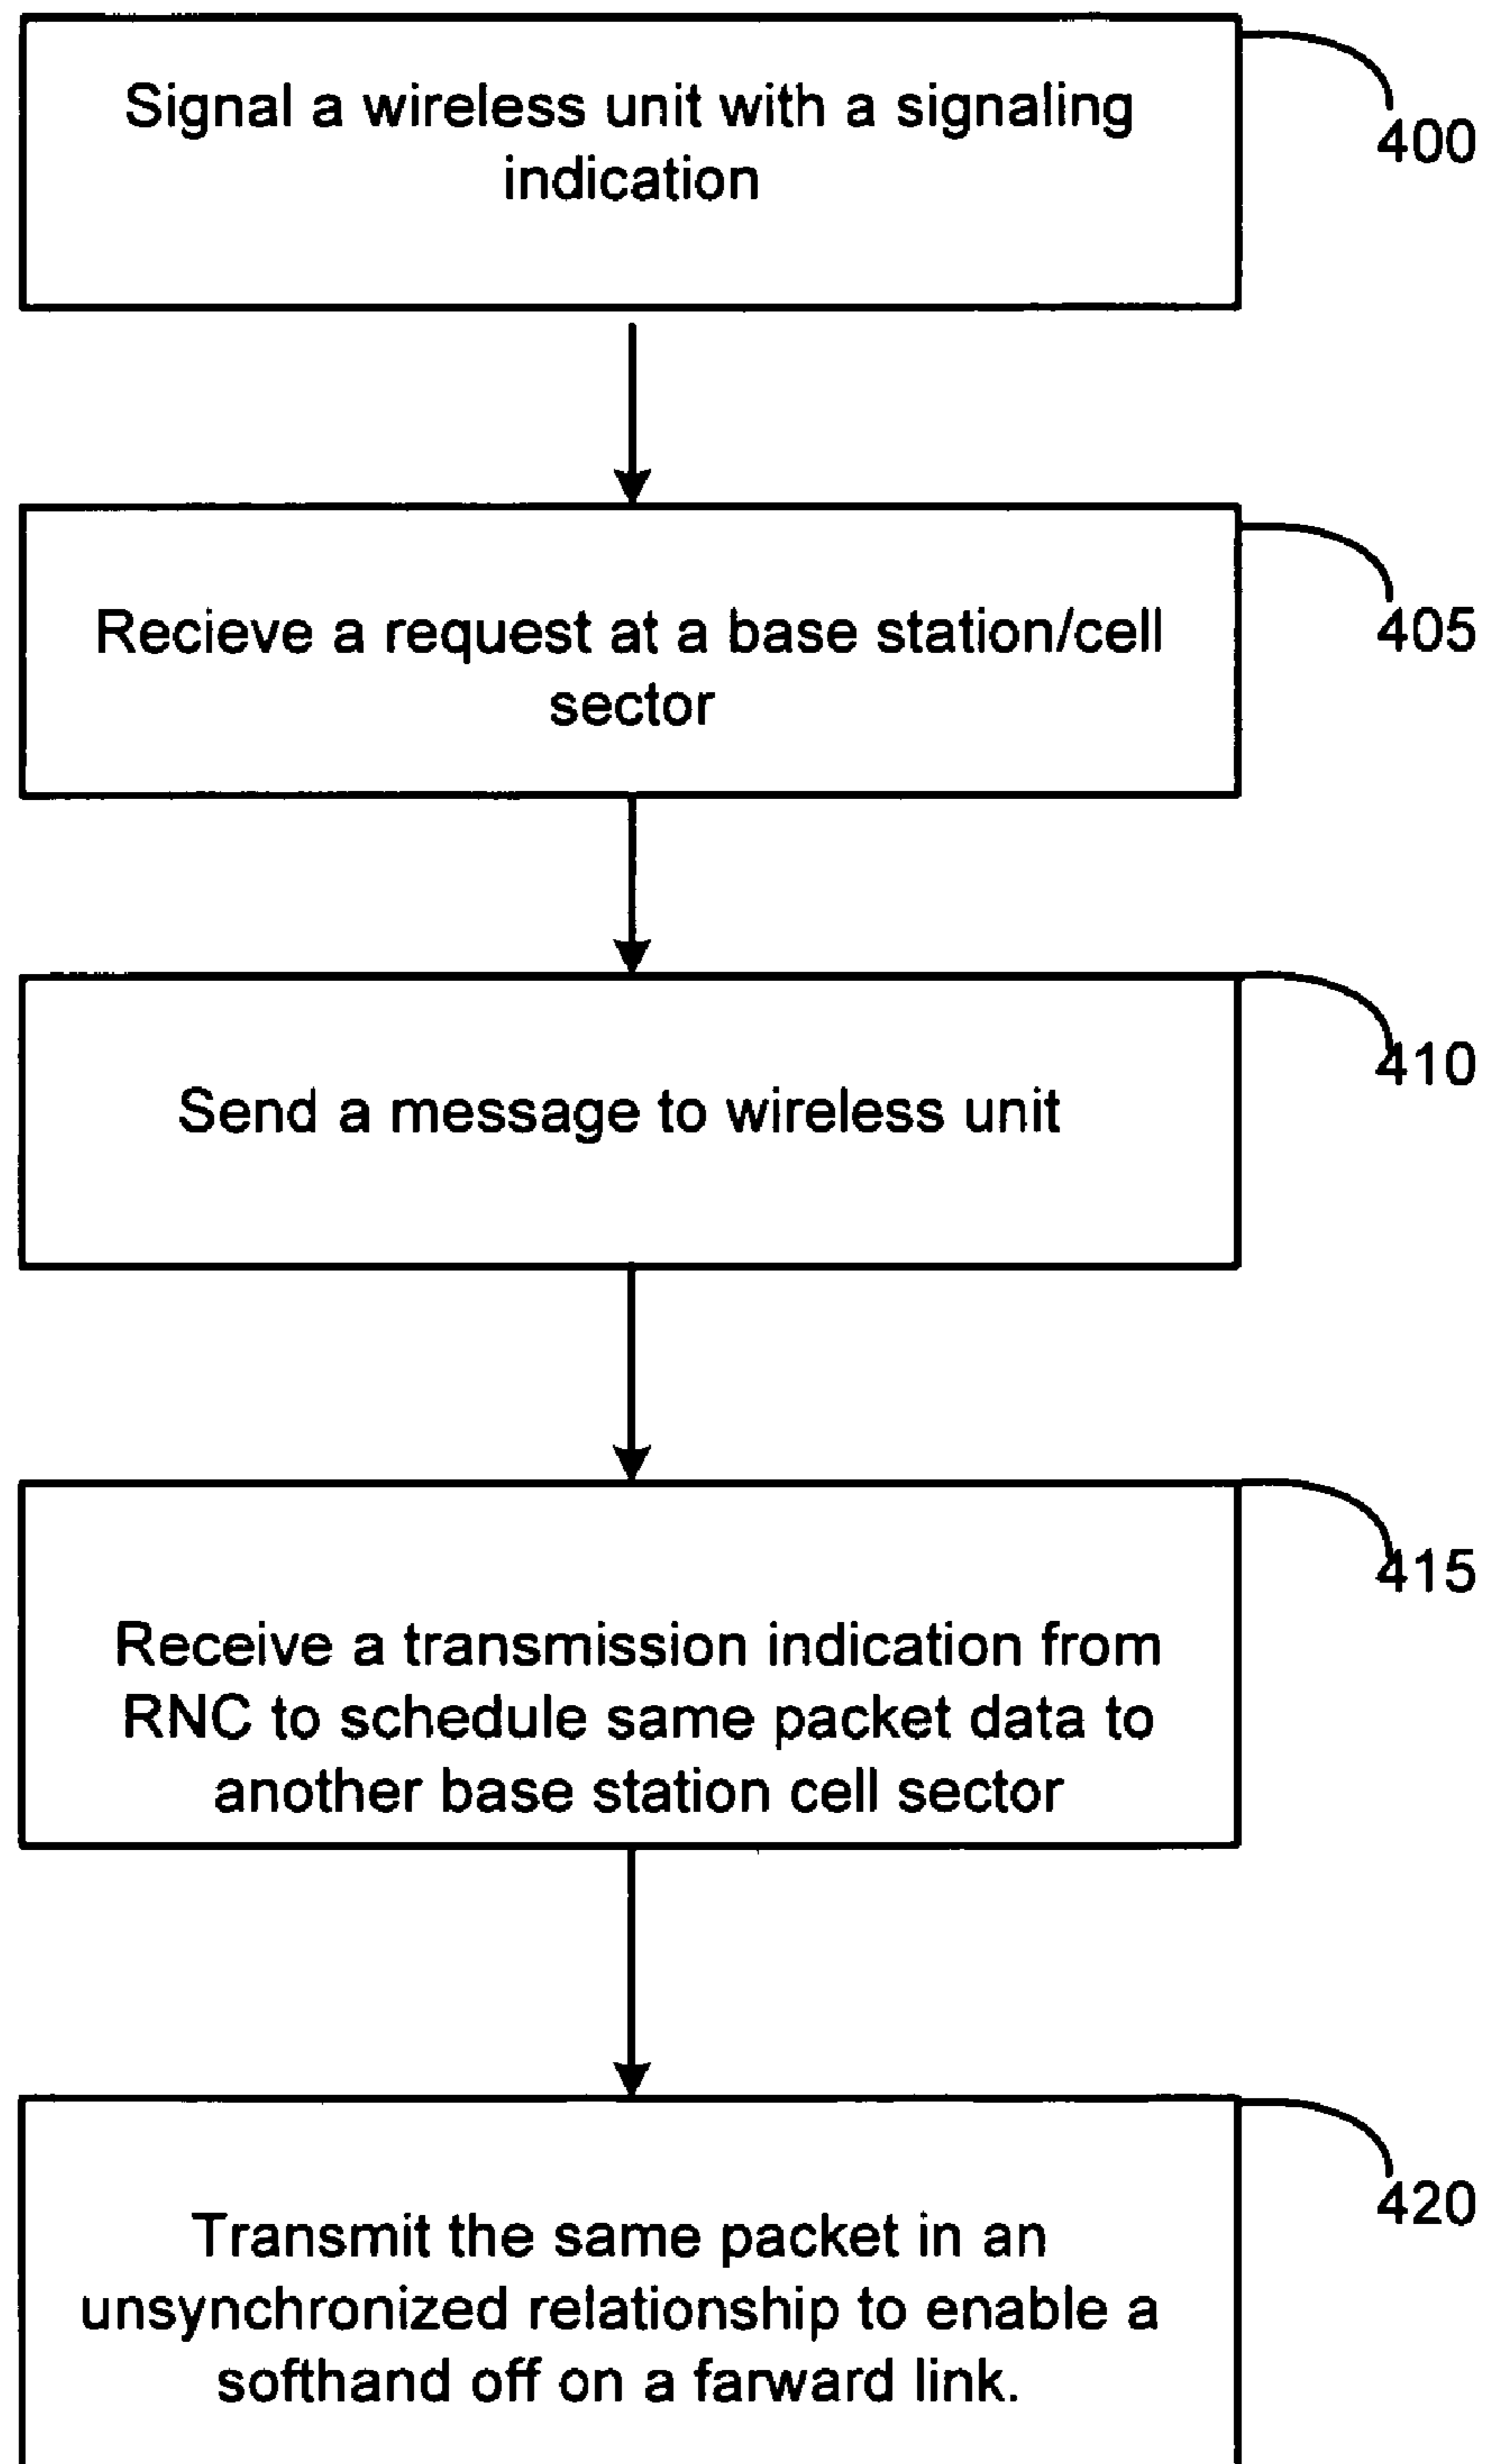 Signal a wireless unit with a signaling
indication
400
Recieve a request at a base station/cell
sector
405
Send a message to wireless unit
410
Receive a transmission indication from
RNC to schedule same packet data to
another base station cell sector
415
Transmit the same packet in an
unsynchronized relationship to enable a
softhand off on a farward link.
420